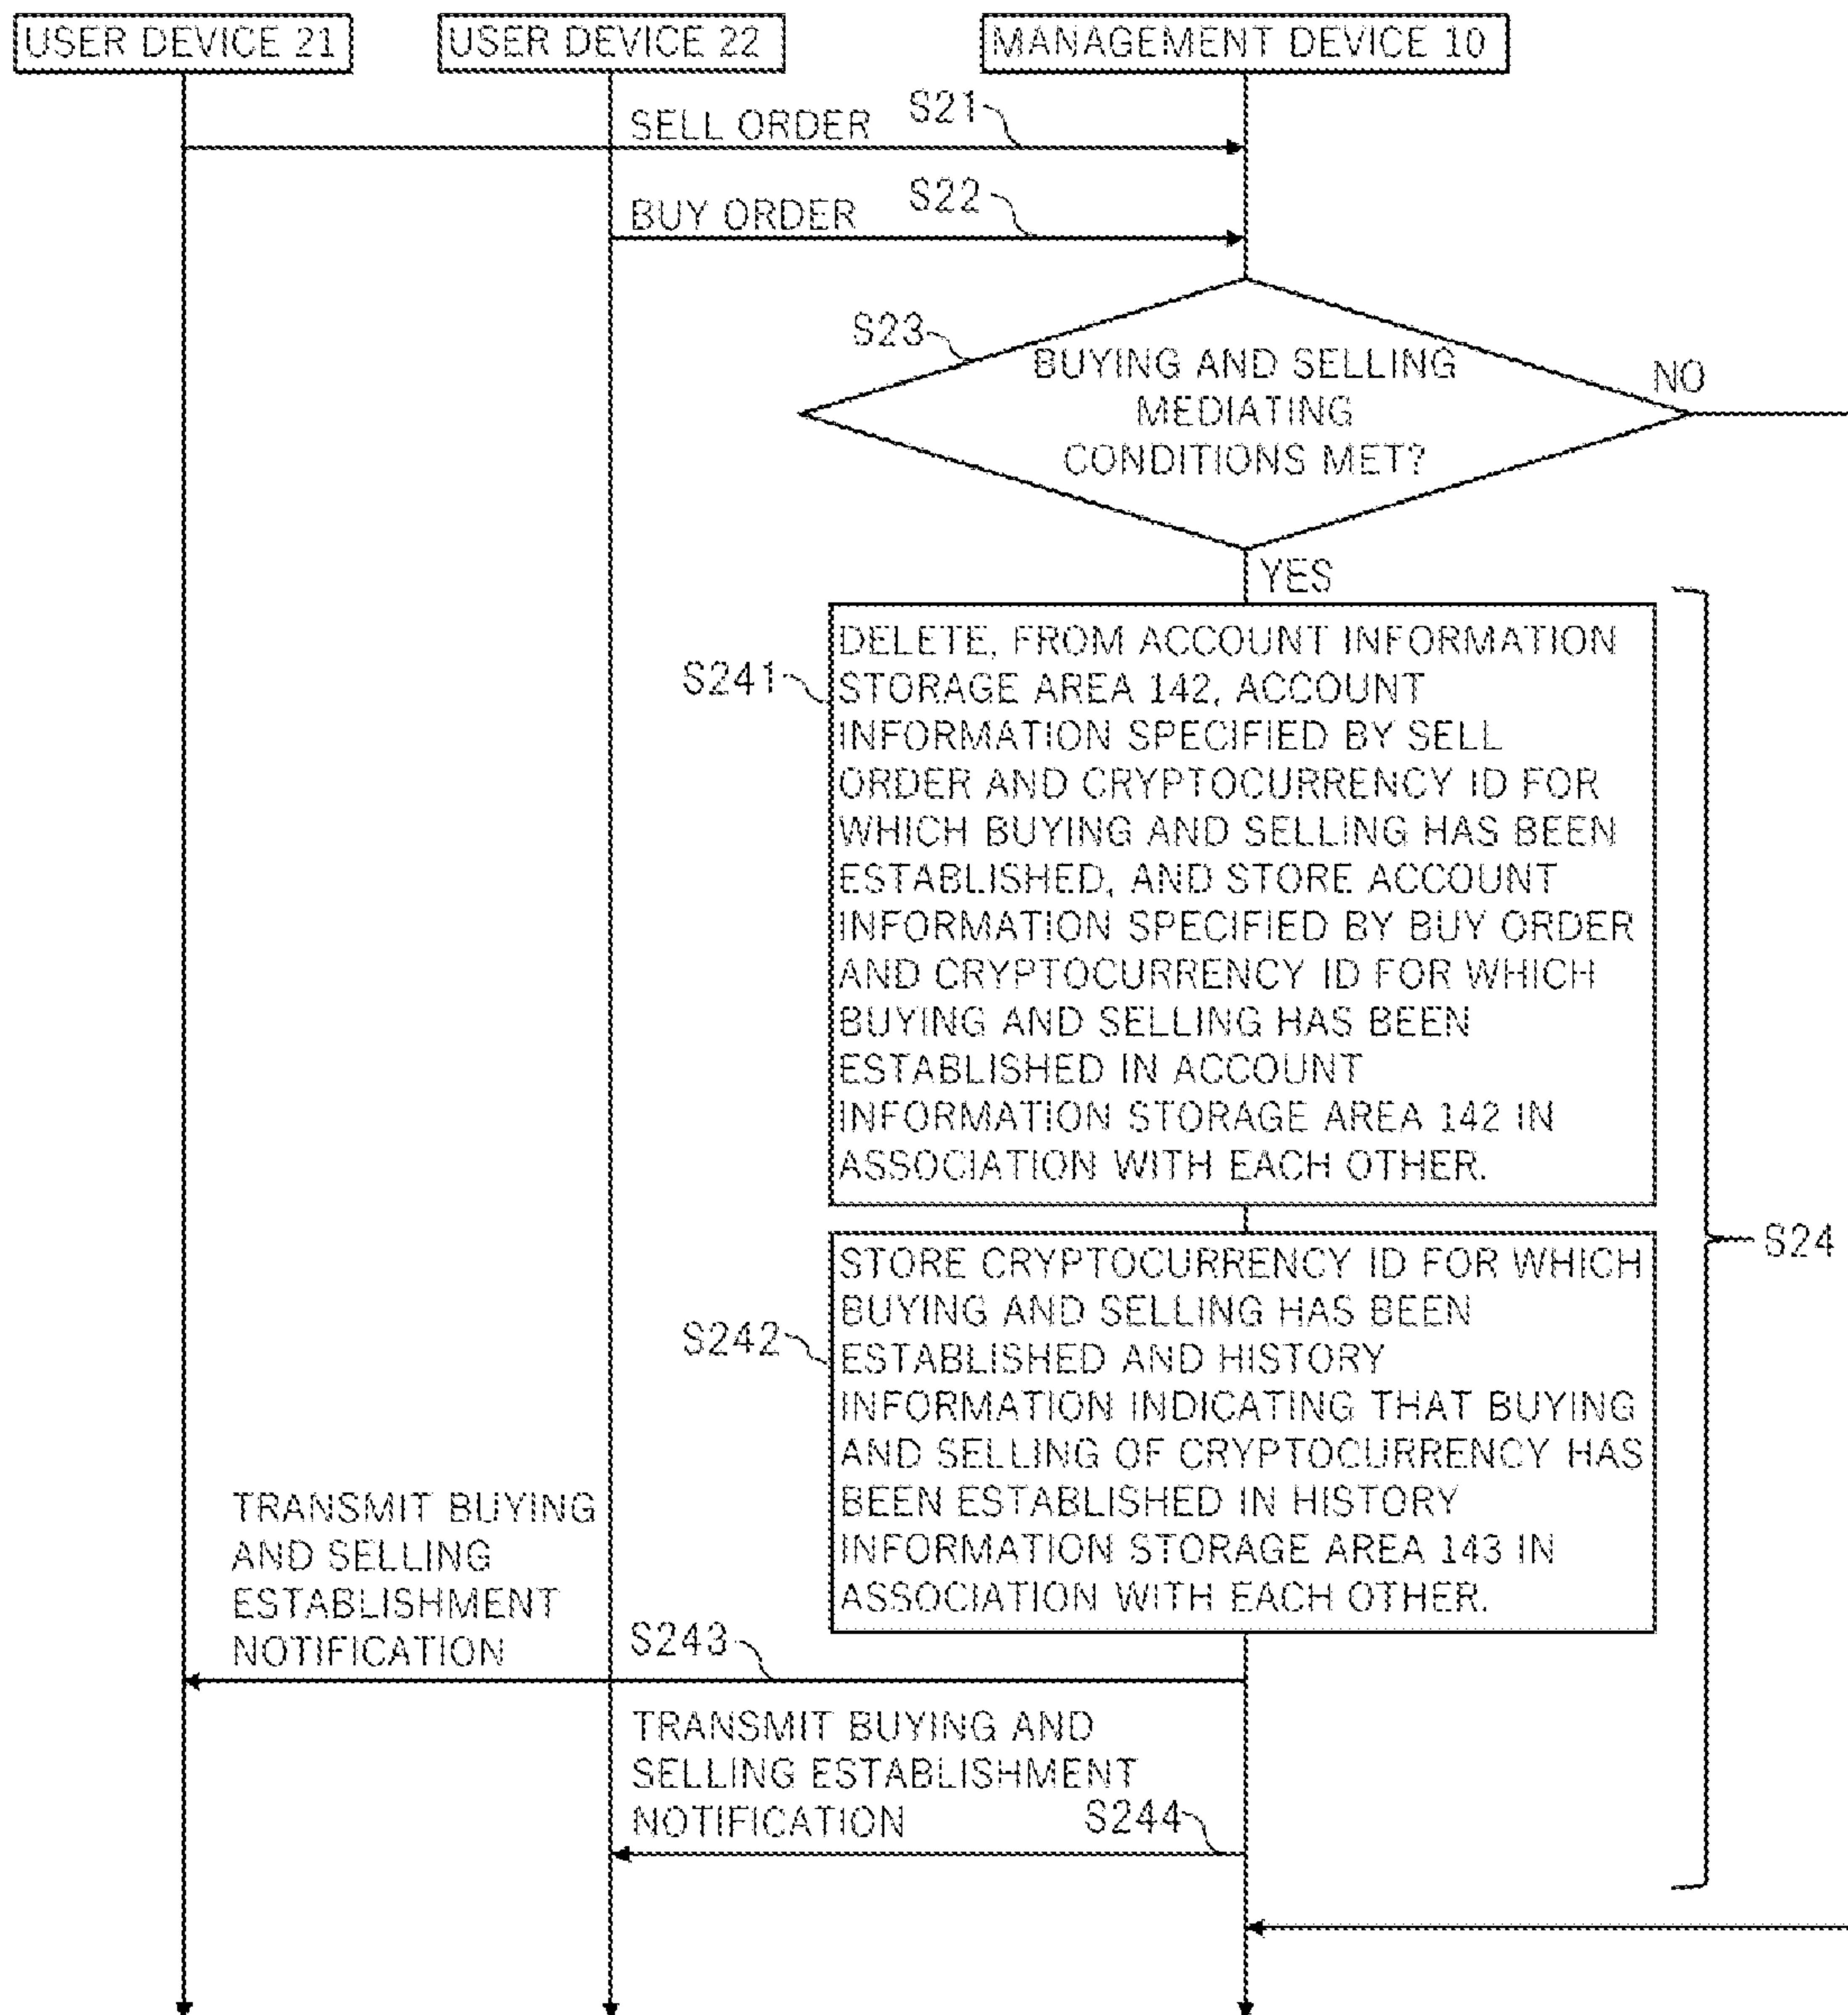 USER DEVICE 21
USER DEVICE 22
MANAGEMENT DEVICE 10
S21
SELL ORDER
S22
BUY ORDER
S23
BUYING AND SELLING
MEDIATING
CONDITIONS MET?
NO
YES
S241
DELETE, FROM ACCOUNT INFORMATION
STORAGE AREA 142, ACCOUNT
INFORMATION SPECIFIED BY SELL
ORDER AND CRYPTOCURRENCY ID FOR
WHICH BUYING AND SELLING HAS BEEN
ESTABLISHED, AND STORE ACCOUNT
INFORMATION SPECIFIED BY BUY ORDER
AND CRYPTOCURRENCY ID FOR WHICH
BUYING AND SELLING HAS BEEN
ESTABLISHED IN ACCOUNT
INFORMATION STORAGE AREA 142 IN
ASSOCIATION WITH EACH OTHER.
S24
S242
STORE CRYPTOCURRENCY ID FOR WHICH
BUYING AND SELLING HAS BEEN
ESTABLISHED AND HISTORY
INFORMATION INDICATING THAT BUYING
AND SELLING OF CRYPTOCURRENCY HAS
BEEN ESTABLISHED IN HISTORY
INFORMATION STORAGE AREA 143 IN
ASSOCIATION WITH EACH OTHER.
TRANSMIT BUYING
AND SELLING
ESTABLISHMENT
NOTIFICATION
S243
TRANSMIT BUYING AND
SELLING ESTABLISHMENT
NOTIFICATION
S244